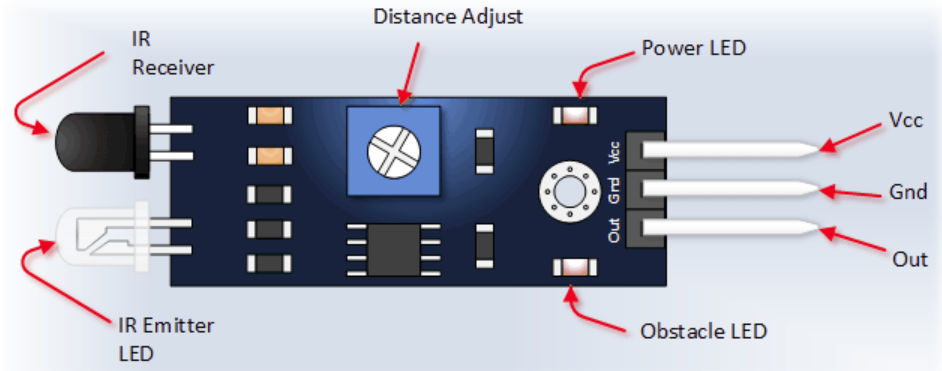 Distance Adjust
IR
Receiver
Power LED
Vcc
Vcc
Gnd
Gnd
Out
Out
IR Emitter
LED
Obstacle LED